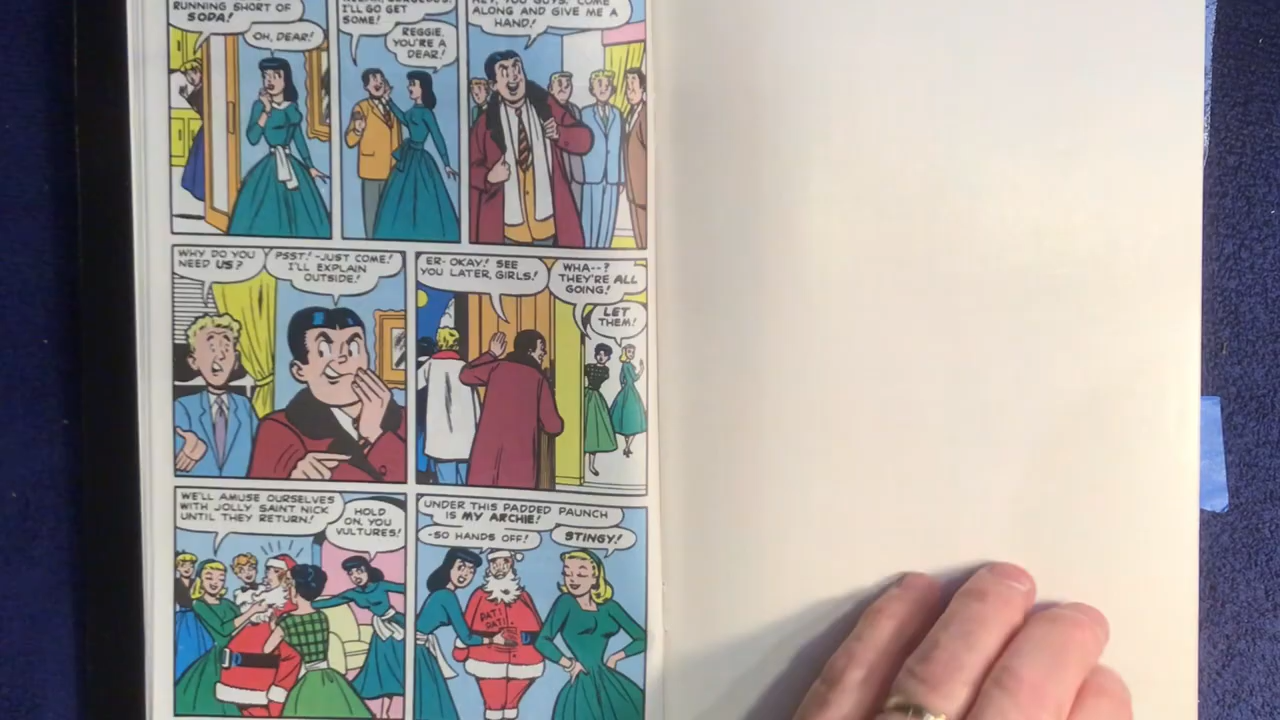 RUNNING SHORT OF
SODA!
OH, DEAR!
I'LL GO GET
SOME!
REGGIE,
YOU'RE A
DEAR!
HEY, YOU GUYS! COME
ALONG AND GIVE ME A
HAND!
WHY DO YOU
NEED US?
PSST! -JUST COME!
I'LL EXPLAIN
OUTSIDE!
ER- OKAY! SEE
YOU LATER, GIRLS!
WHA--?
THEY'RE ALL
GOING!
LET
THEM!
WE'LL AMUSE OURSELVES
WITH JOLLY SAINT NICK
UNTIL THEY RETURN!
HOLD
ON, YOU
VULTURES!
UNDER THIS PADDED PAUNCH
IS MY ARCHIE!
-SO HANDS OFF!
STINGY!
PAT!
PAT!